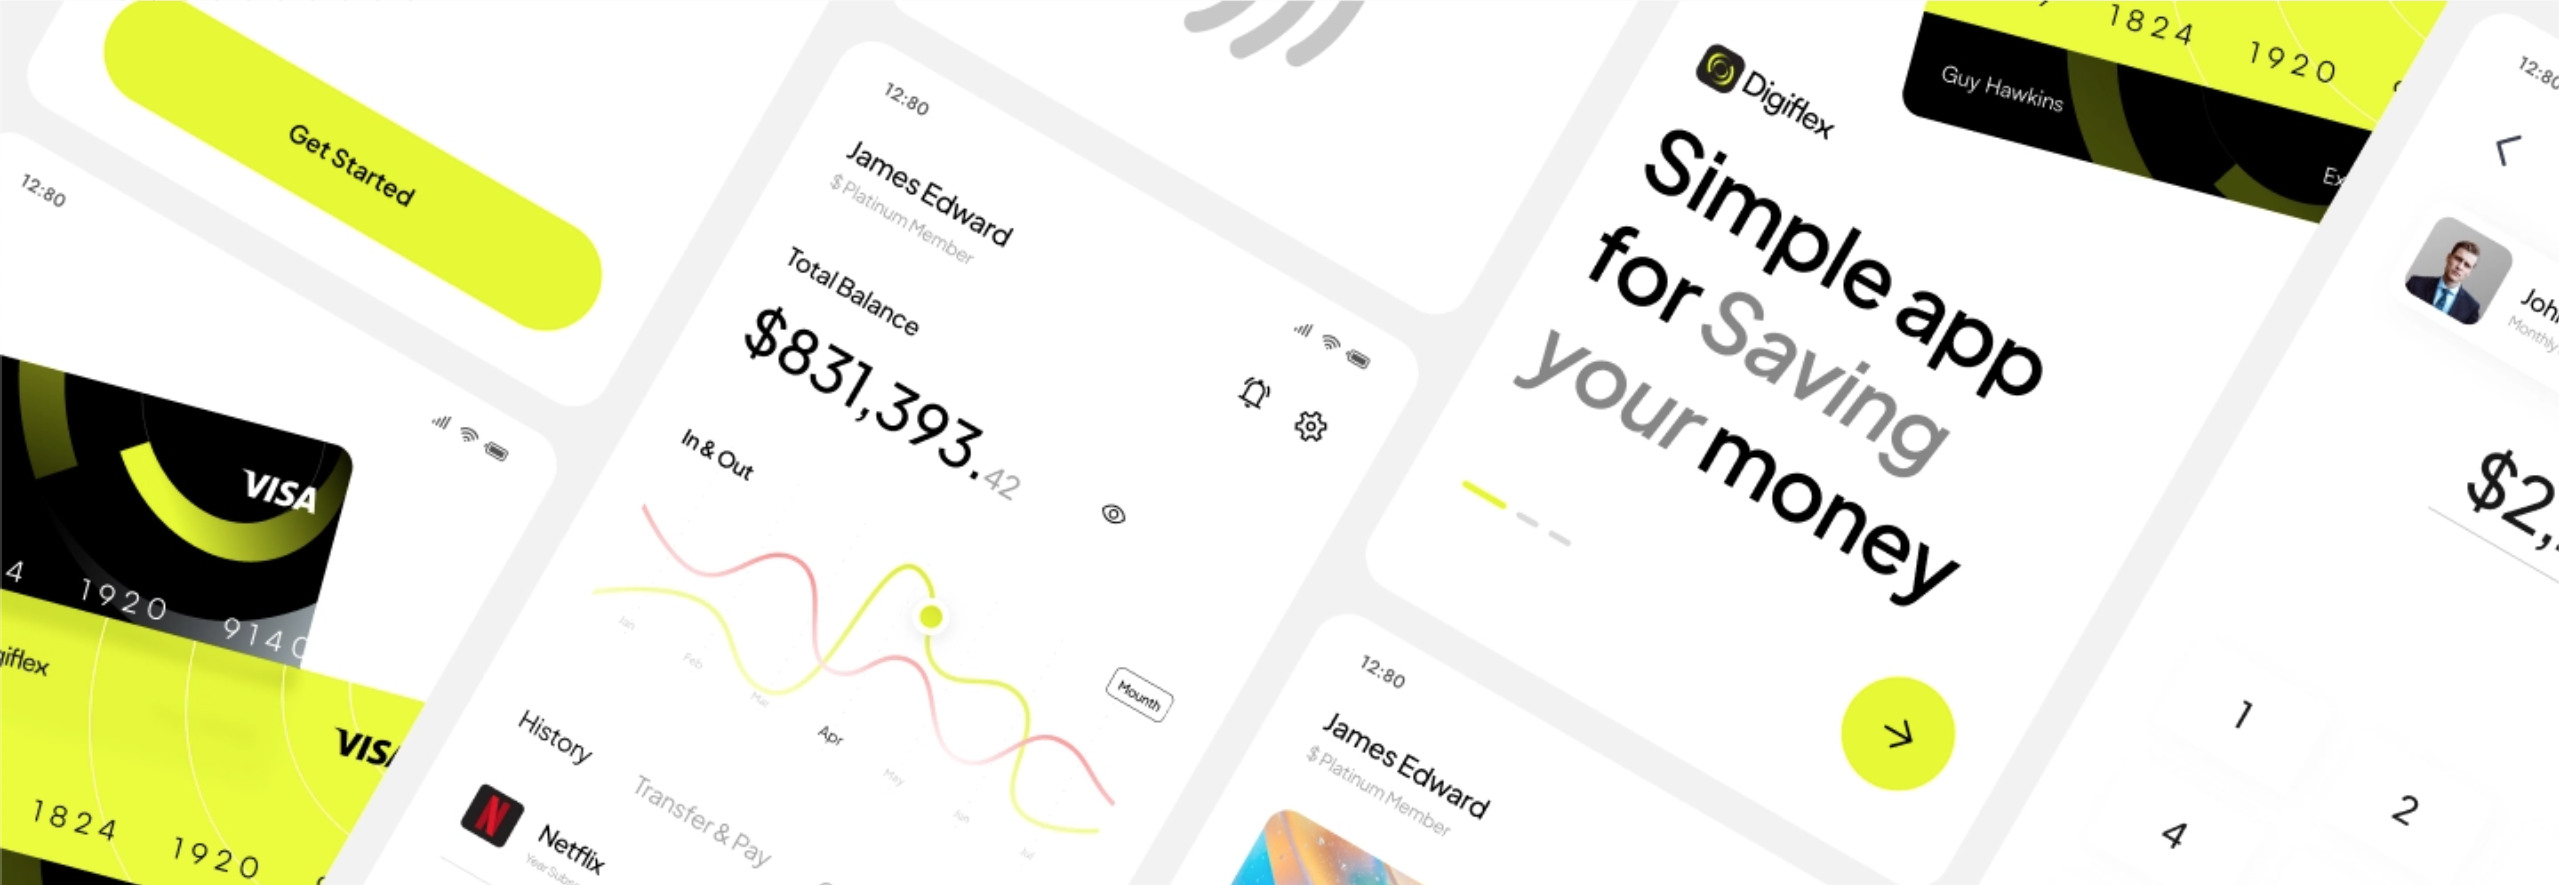 Get Started
12:80
VISA
4 1920 9140
giflex
VISA
1824 1920
12:80
James Edward
$ Platinum Member
Total Balance
$831,393.42
In & Out
Jan
Feb
Mar
Apr
May
Jun
Jul
Mounth
History
Transfer & Pay
Netflix
Digiflex
Simple app
for Saving
your money
1824 1920
Guy Hawkins
Ex
12:80
James Edward
$ Platinum Member
12:80
Joh
Monthly
$2,
1
2
4